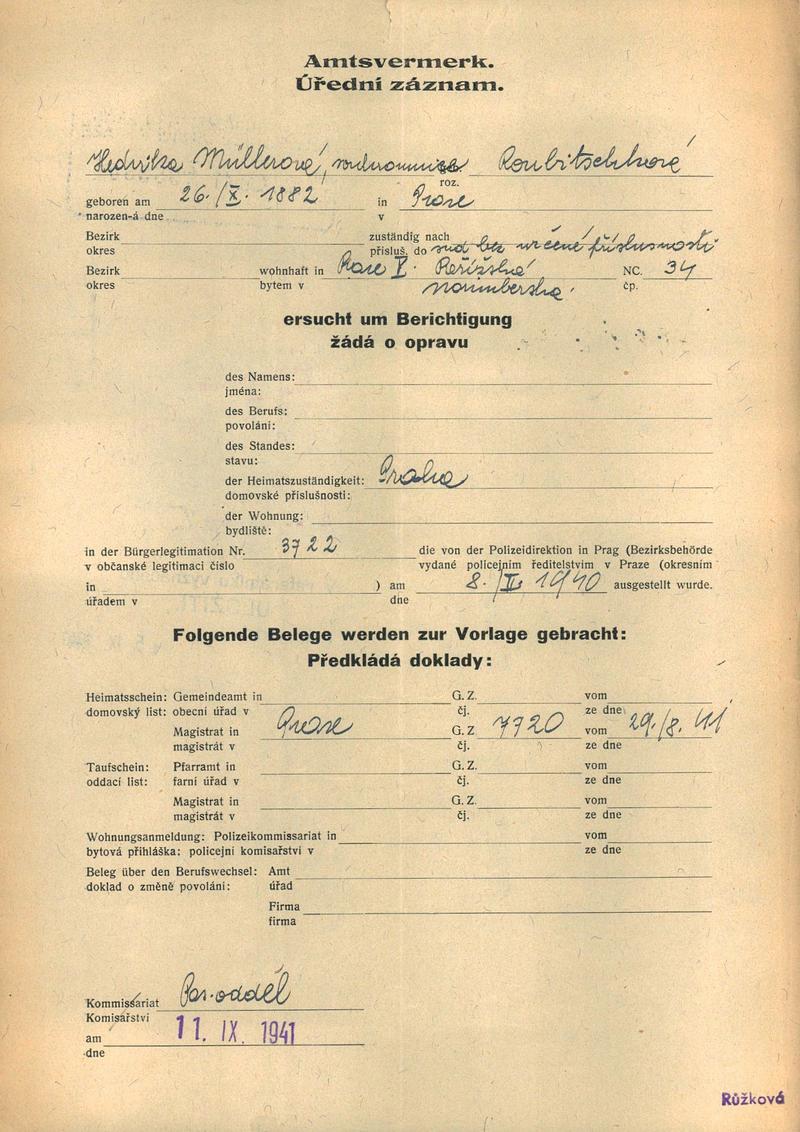 Amtsvermerk.
Úřední záznam.
Hedvika Müllerová, Roubitschková
roz.
geboren am 26./X. 1882 in Praze
narozen-á dne v
Bezirk zuständig nach
okres přísluš. do bez určené příslušnosti
Bezirk wohnhaft in Praze I. NC. 34
okres bytem v čp.
ersucht um Berichtigung
žádá o opravu
des Namens:
jména:
des Berufs:
povolání:
des Standes:
stavu:
der Heimatszuständigkeit: Praha
domovské příslušnosti:
der Wohnung:
bydliště:
in der Bürgerlegitimation Nr. 3722 die von der Polizeidirektion in Prag (Bezirksbehörde
v občanské legitimaci číslo vydané policejním ředitelstvím v Praze (okresním
in ) am 1940 ausgestellt wurde.
úřadem v dne
Folgende Belege werden zur Vorlage gebracht:
Předkládá doklady:
Heimatsschein: Gemeindeamt in G. Z. vom
domovský list: obecní úřad v čj. ze dne
Magistrat in Praze G. Z. 7720 vom 29./8. 41
magistrát v čj. ze dne
Taufschein: Pfarramt in G. Z. vom
oddací list: farní úřad v čj. ze dne
Magistrat in G. Z. vom
magistrát v čj. ze dne
Wohnungsanmeldung: Polizeikommissariat in vom
bytová přihláška: policejní komisařství v ze dne
Beleg über den Berufswechsel: Amt
doklad o změně povolání: úřad
Firma
firma
Kommissariat
Komisařství
am 11. IX. 1941
dne
Růžková